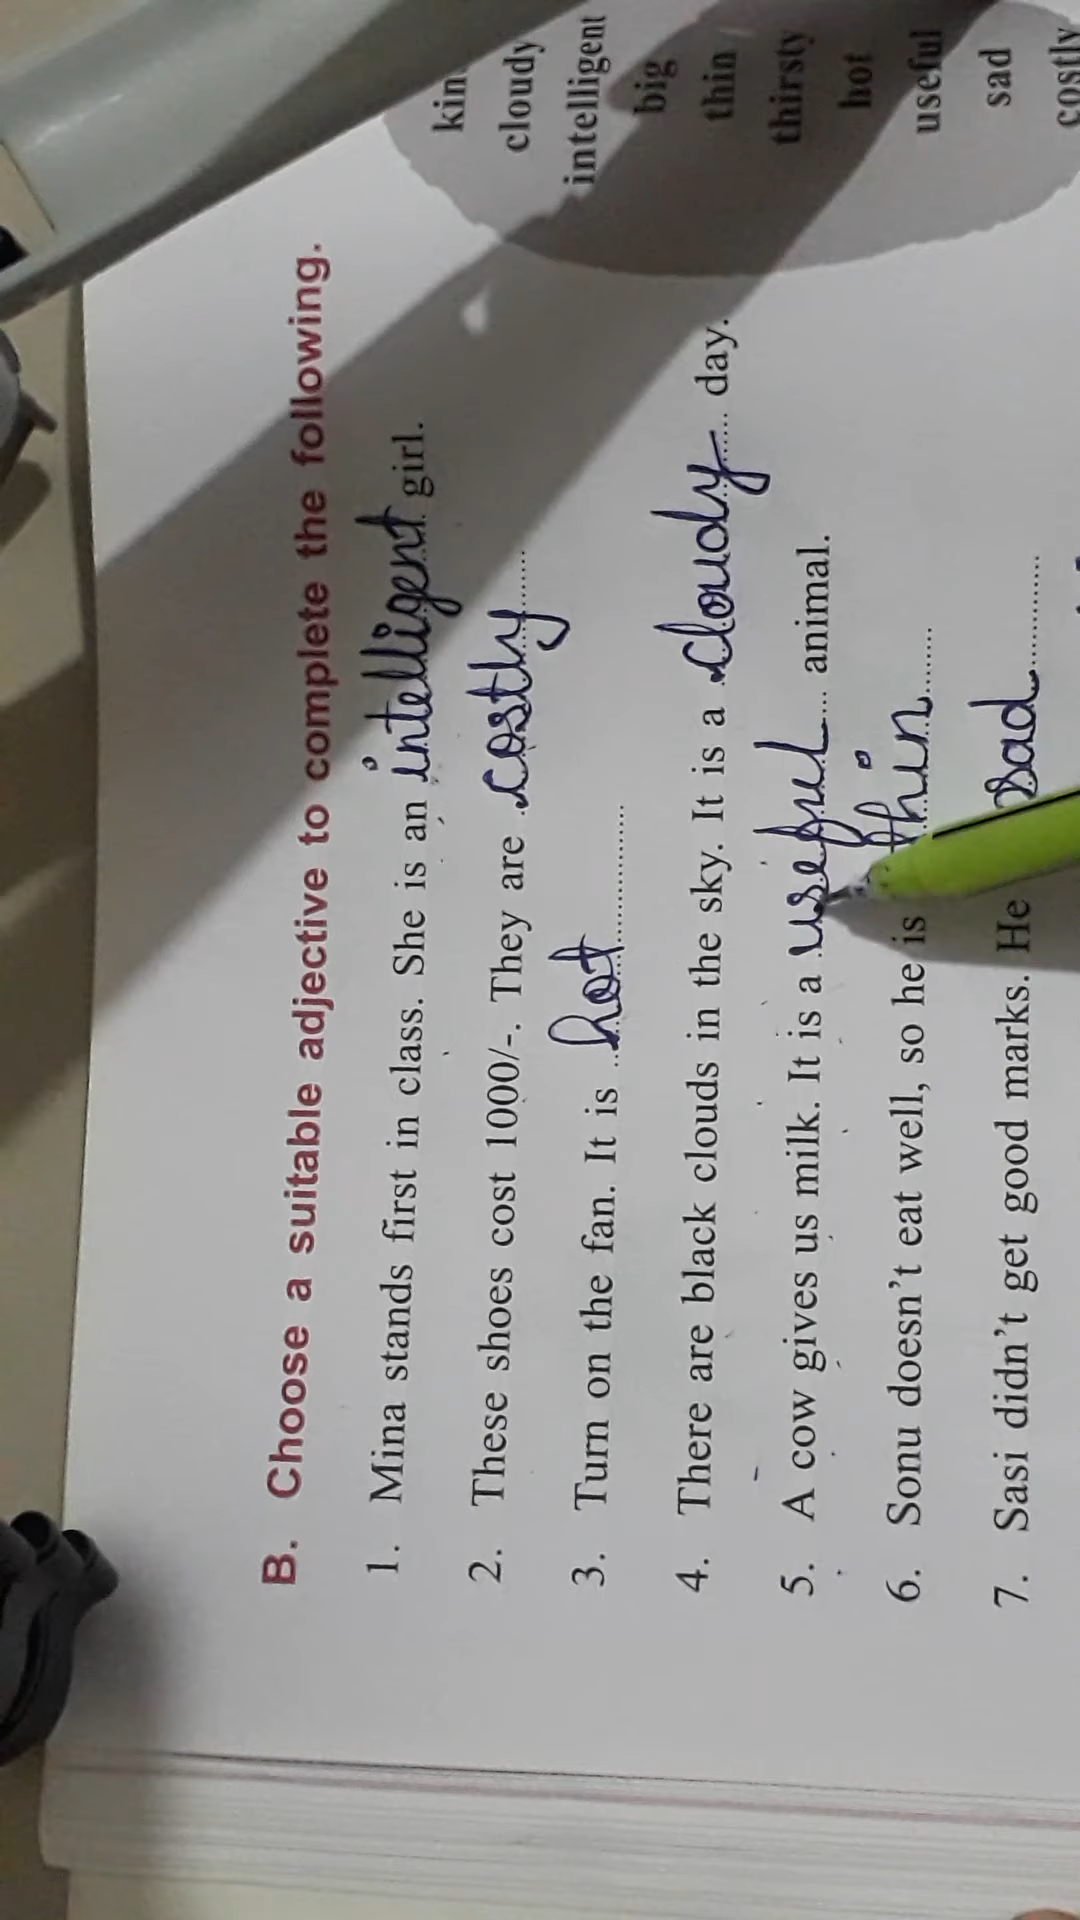 B. Choose a suitable adjective to complete the following.
1. Mina stands first in class. She is an intelligent girl.
2. These shoes cost 1000/-. They are costly
3. Turn on the fan. It is hot
4. There are black clouds in the sky. It is a cloudy day.
5. A cow gives us milk. It is a useful animal.
6. Sonu doesn't eat well, so he is thin
7. Sasi didn't get good marks. He sad
kin
cloudy
intelligent
big
thin
thirsty
hot
useful
sad
costly